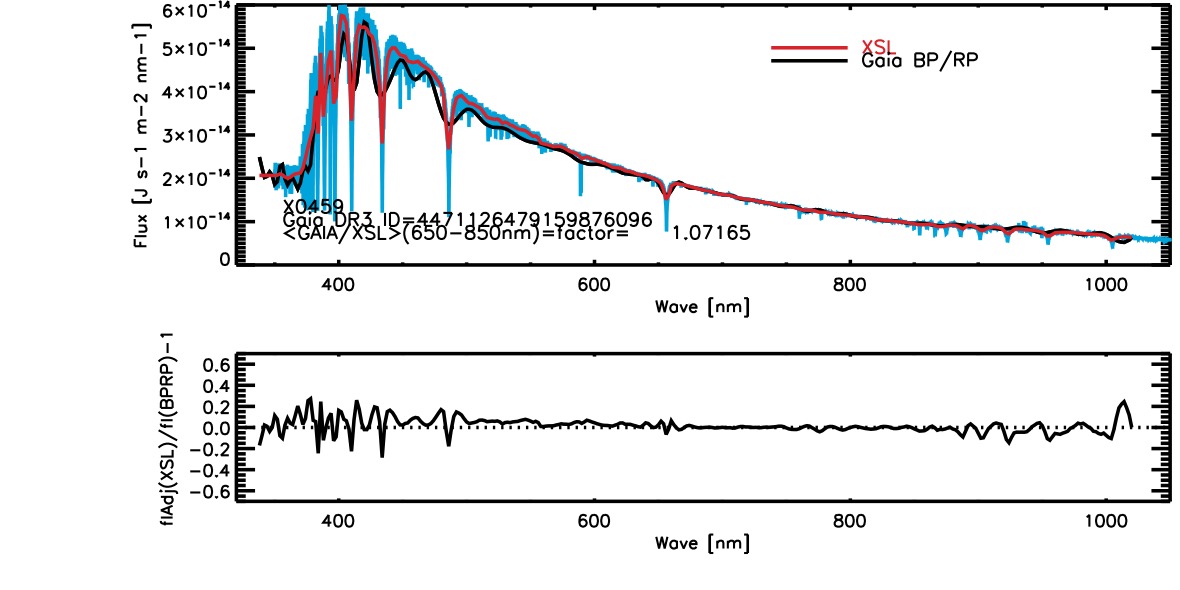 6×10-14
5×10-14
4×10-14
3×10-14
2×10-14
1×10-14
0
Flux [J s-1 m-2 nm-1]
XSL
Gaia BP/RP
X0459
Gaia DR3 ID=4471126479159876096
<GAIA/XSL>(650-850nm)=factor= 1.07165
400 600 800 1000
Wave [nm]
flAdj(XSL)/fl(BPRP)-1
0.6
0.4
0.2
0.0
-0.2
-0.4
-0.6
400 600 800 1000
Wave [nm]